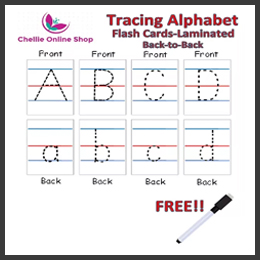 Chellie Online Shop
Tracing Alphabet
Flash Cards-Laminated
Back-to-Back
Front Front Front Front
A B C D
a b c d
Back Back Back Back
FREE!!